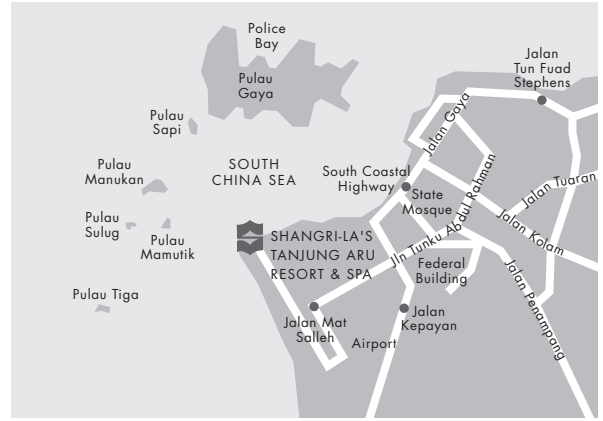 Police
Bay
Pulau
Gaya
Jalan
Tun Fuad
Stephens
Pulau
Sapi
Jalan Gaya
SOUTH
CHINA SEA
South Coastal
Highway
Pulau
Manukan
State
Mosque
Jalan Tuaran
Jln Tunku Abdul Rahman
Jalan Kolam
Pulau
Sulug
Pulau
Mamutik
SHANGRI-LA'S
TANJUNG ARU
RESORT & SPA
Federal
Building
Jalan Penampang
Pulau Tiga
Jalan Mat
Salleh
Jalan
Kepayan
Airport